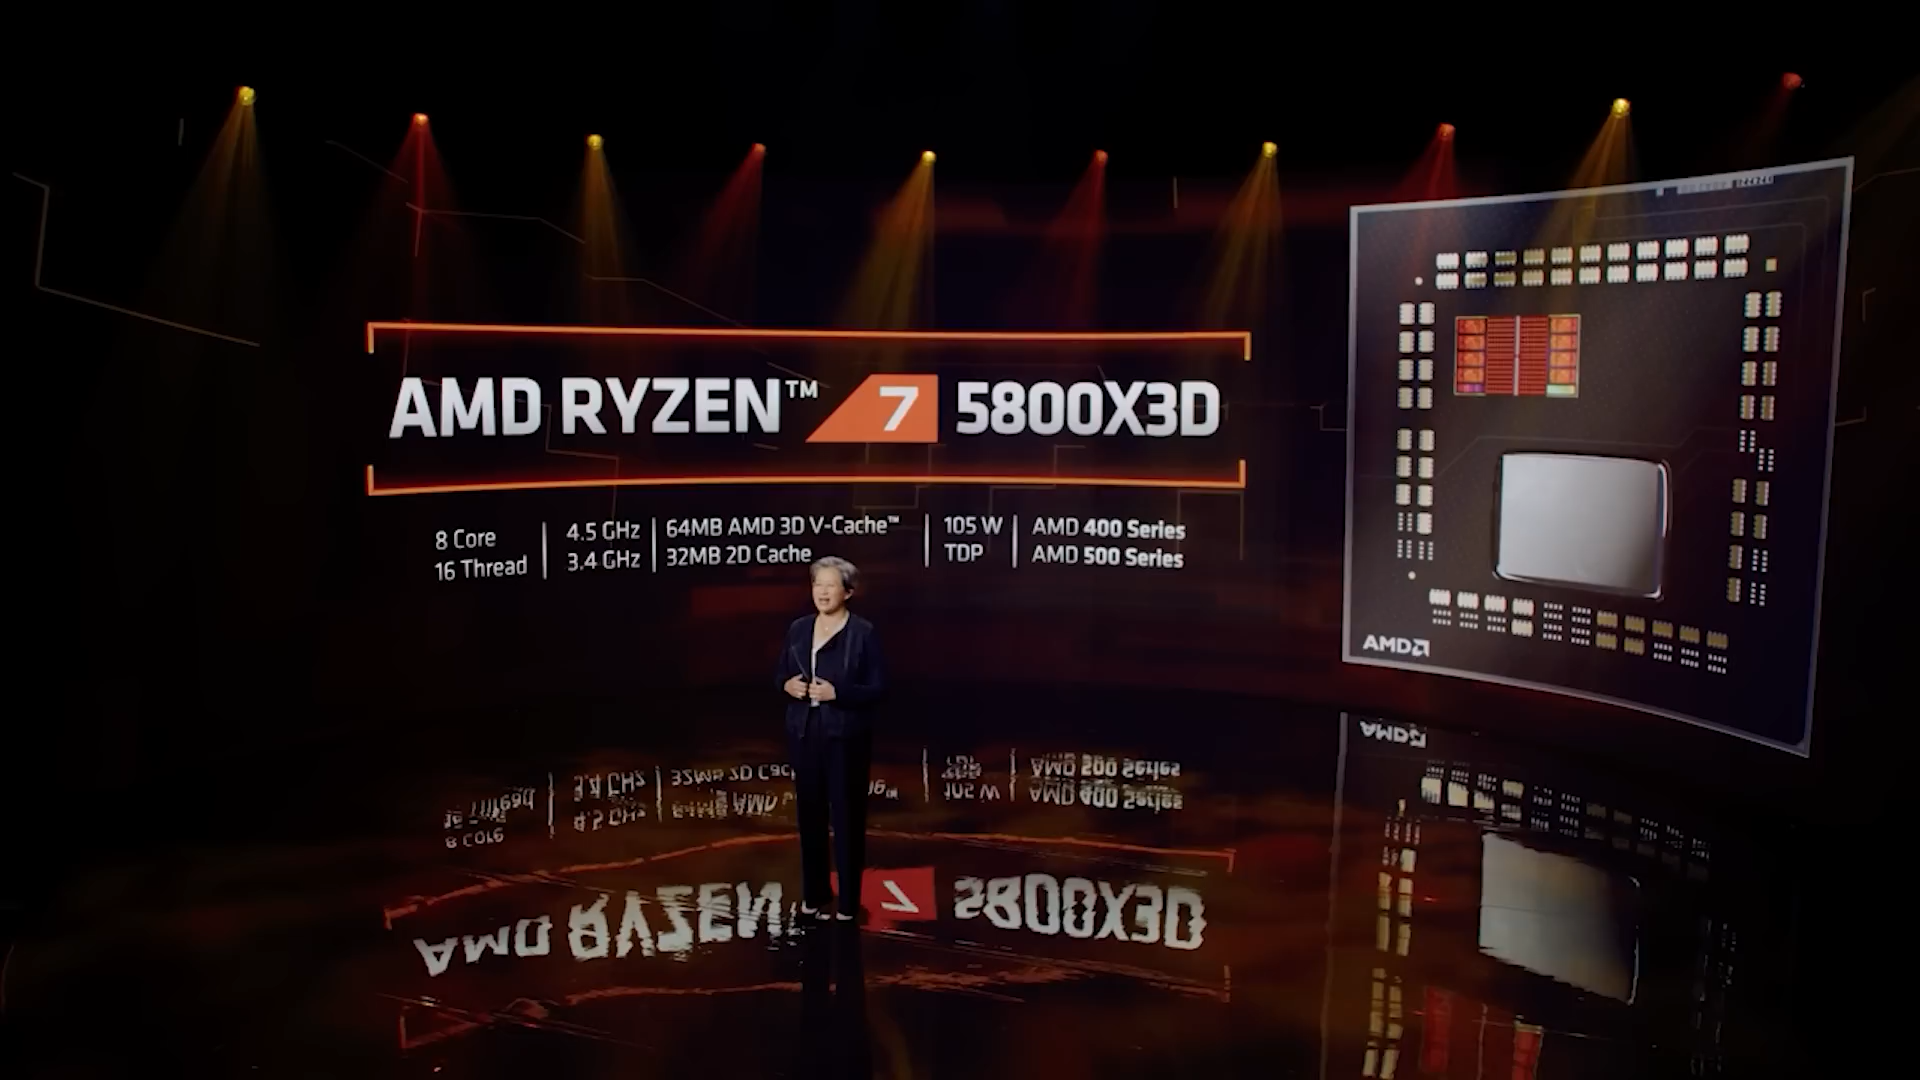 AMD RYZEN™ 7 5800X3D
8 Core
16 Thread
4.5 GHz
3.4 GHz
64MB AMD 3D V-Cache™
32MB 2D Cache
105 W
TDP
AMD 400 Series
AMD 500 Series
AMD